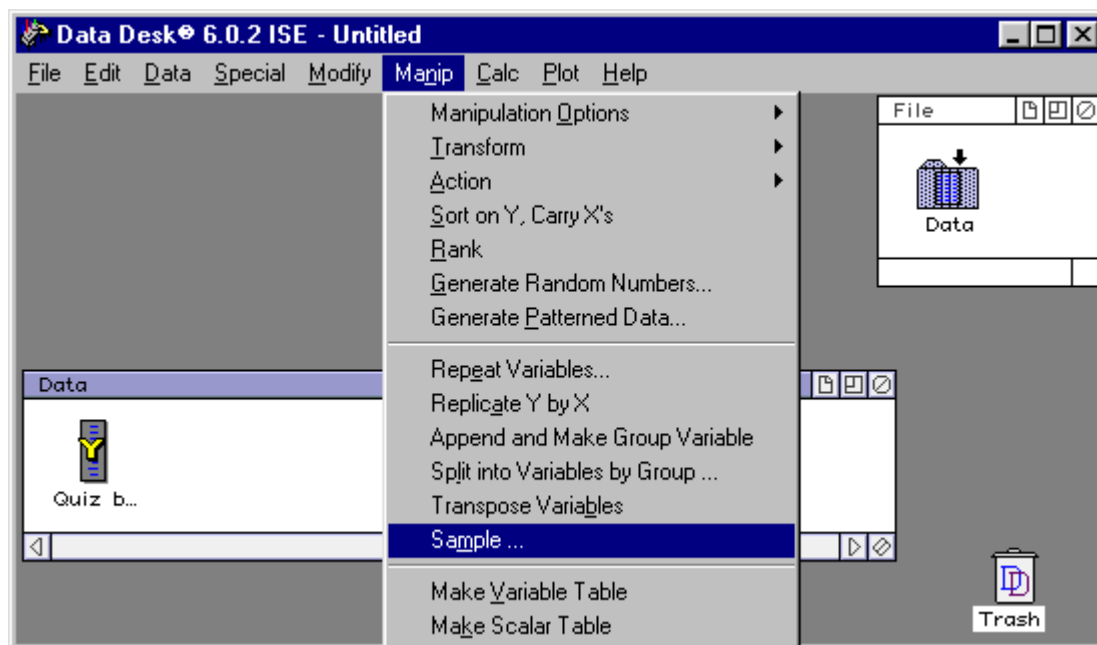 Data Desk® 6.0.2 ISE - Untitled
File Edit Data Special Modify Manip Calc Plot Help
Manipulation Options
Transform
Action
Sort on Y, Carry X's
Rank
Generate Random Numbers...
Generate Patterned Data...
Repeat Variables...
Replicate Y by X
Append and Make Group Variable
Split into Variables by Group ...
Transpose Variables
Sample ...
Make Variable Table
Make Scalar Table
File
Data
Data
Y
Quiz b...
DD
Trash